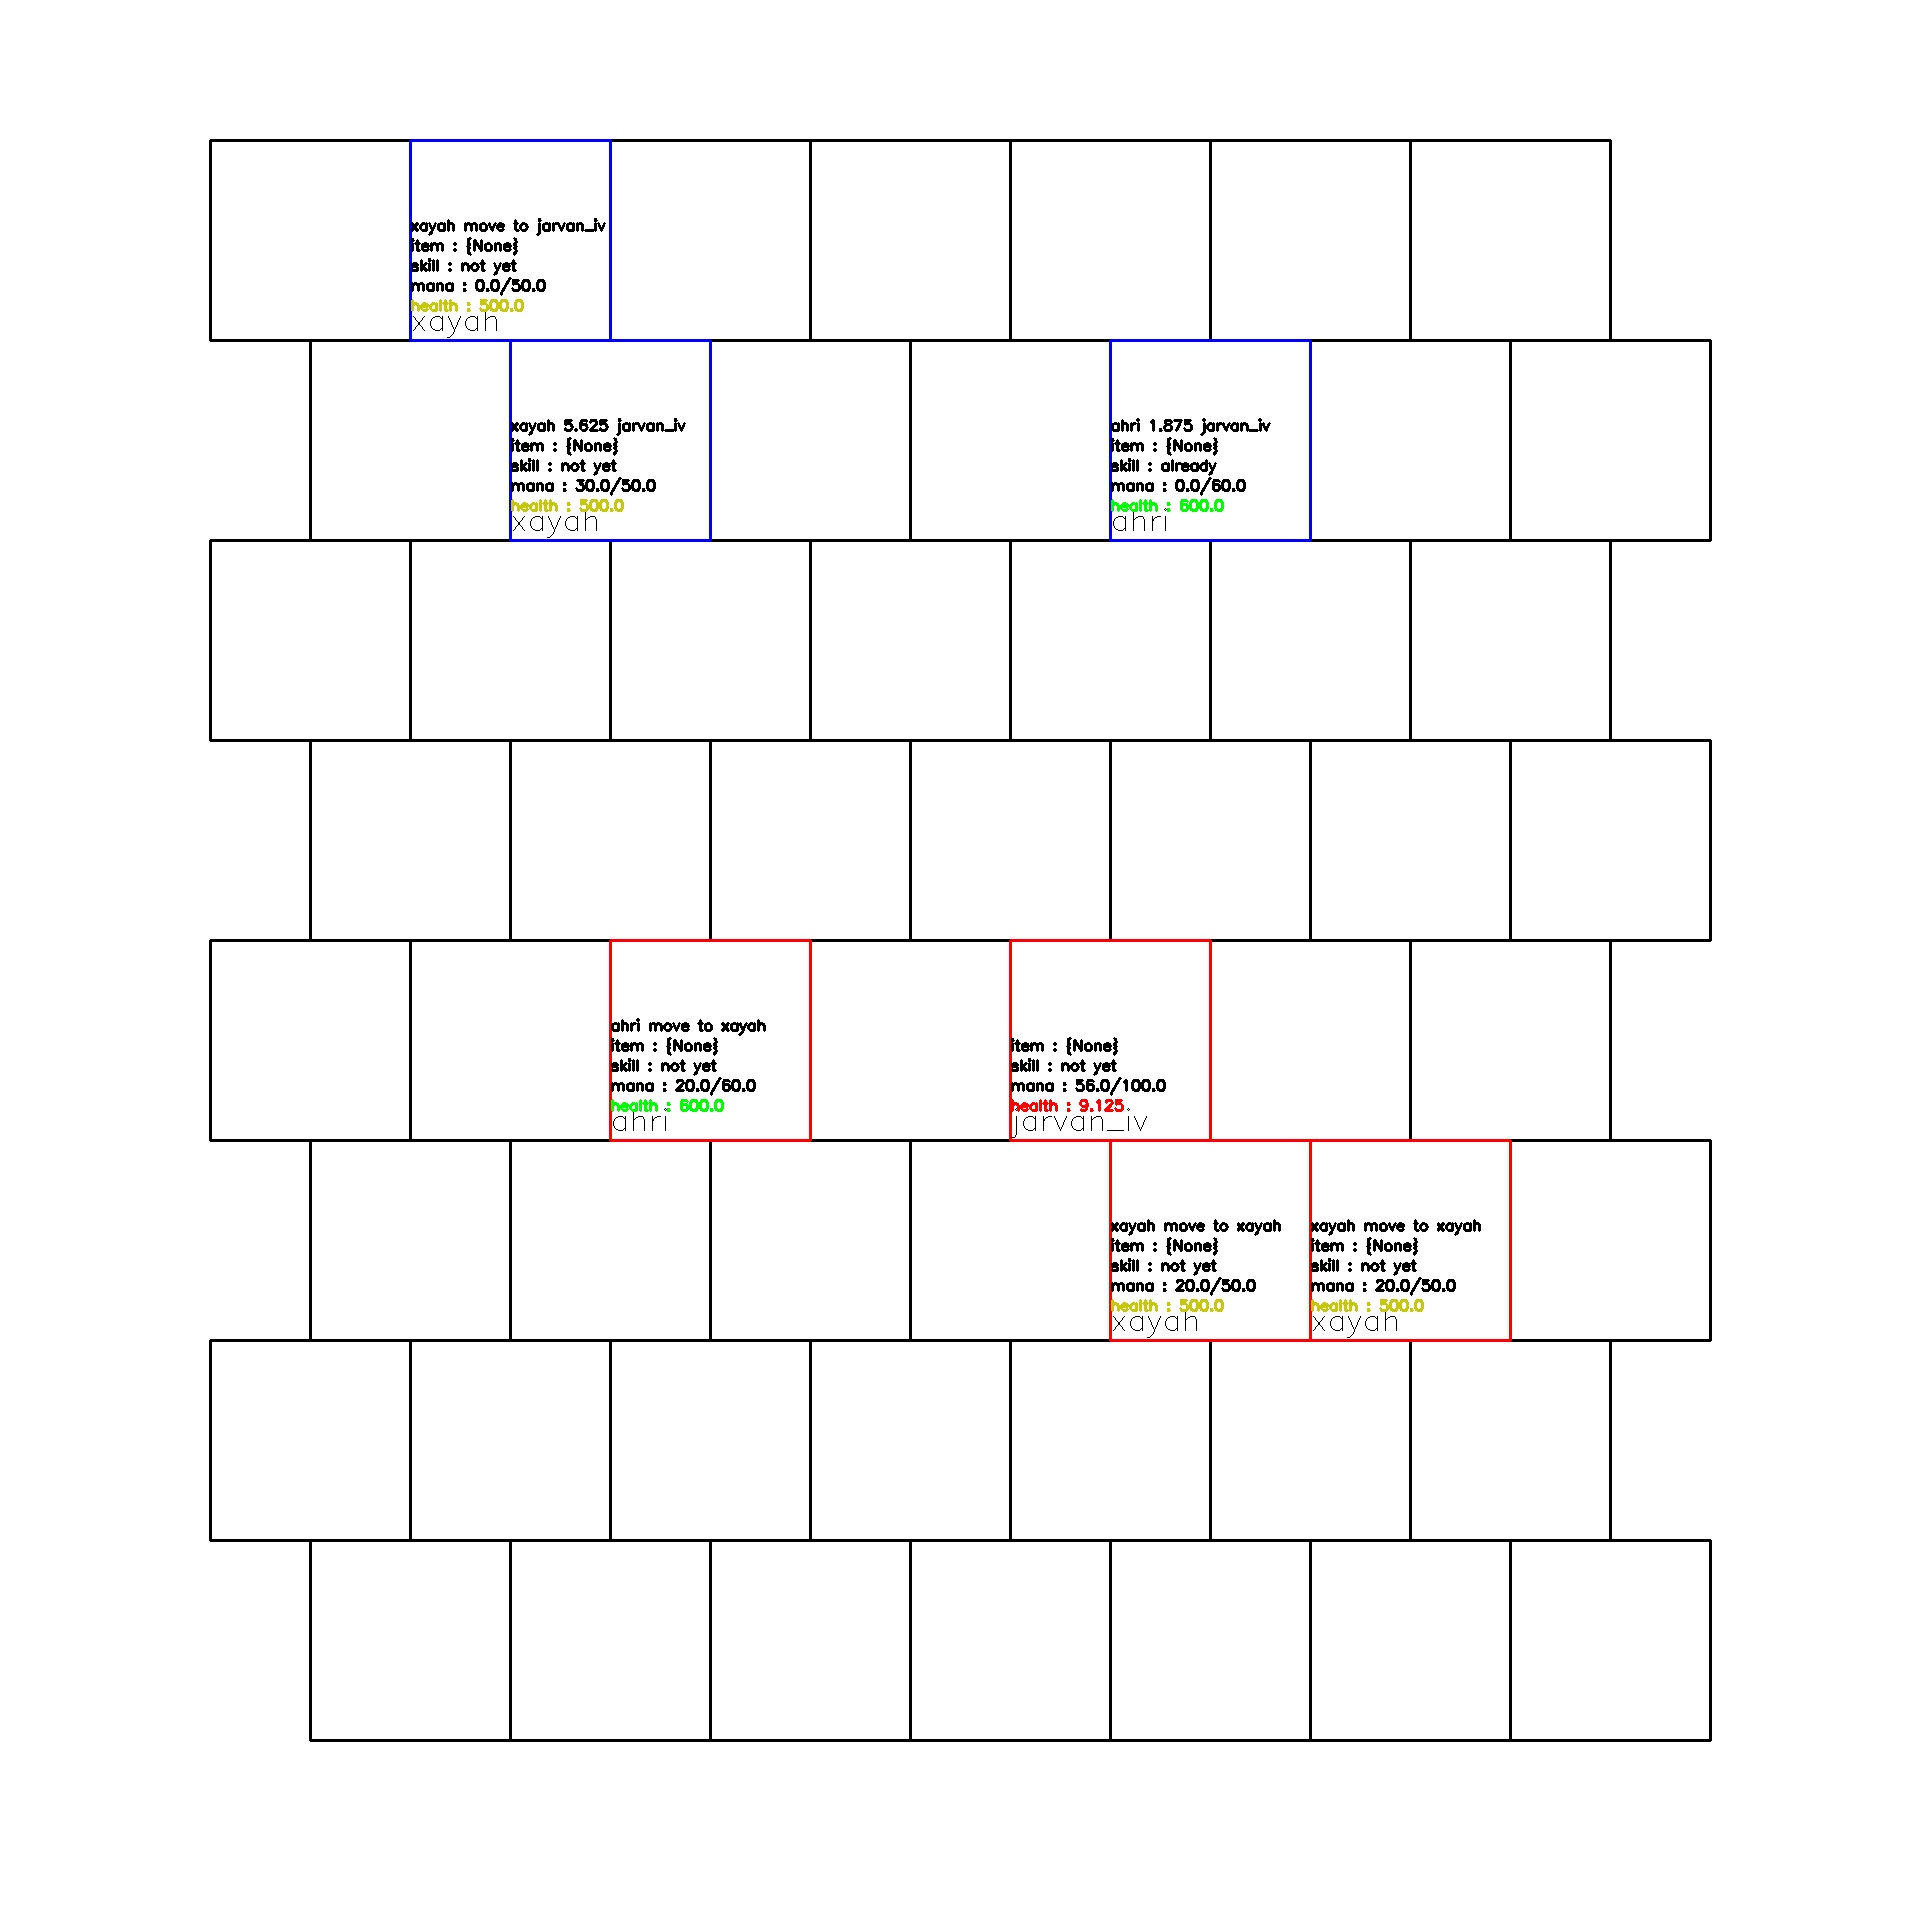 xayah move to jarvan_iv
item : {None}
skill : not yet
mana : 0.0/50.0
health : 500.0
xayah
xayah 5.625 jarvan_iv
item : {None}
skill : not yet
mana : 30.0/50.0
health : 500.0
xayah
ahri 1.875 jarvan_iv
item : {None}
skill : already
mana : 0.0/60.0
health : 600.0
ahri
ahri move to xayah
item : {None}
skill : not yet
mana : 20.0/60.0
health : 600.0
ahri
item : {None}
skill : not yet
mana : 56.0/100.0
health : 9.125
jarvan_iv
xayah move to xayah
item : {None}
skill : not yet
mana : 20.0/50.0
health : 500.0
xayah
xayah move to xayah
item : {None}
skill : not yet
mana : 20.0/50.0
health : 500.0
xayah